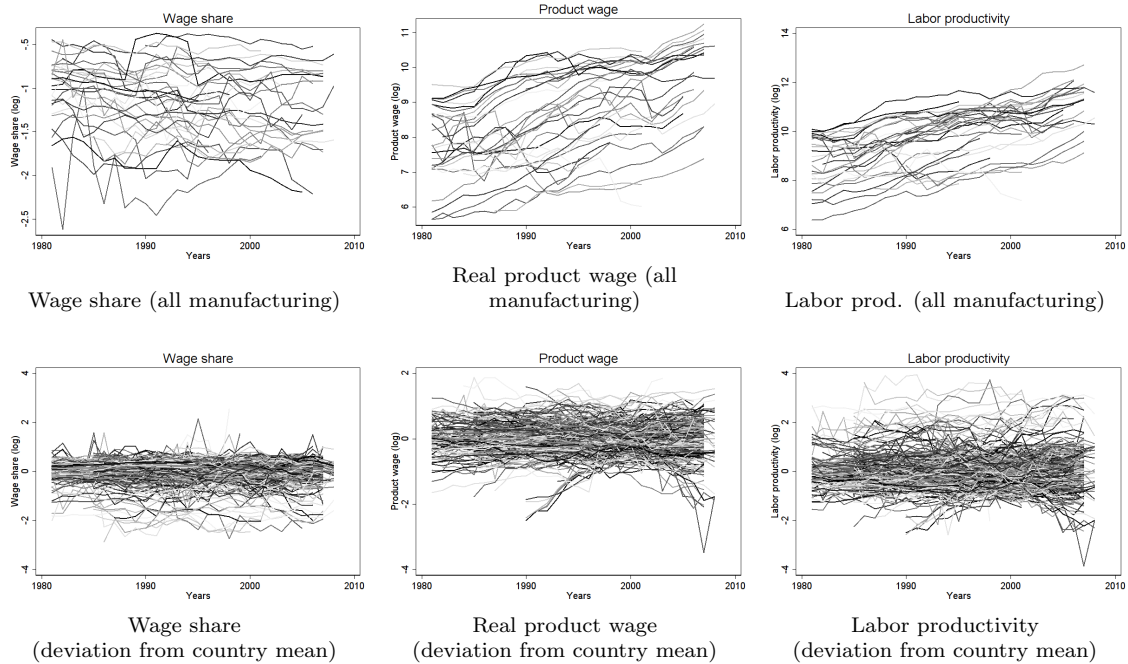 Wage share
Wage share (log)
-.5
-1
-1.5
-2
-2.5
1980 1990 2000 2010
Years
Wage share (all manufacturing)
Product wage
Product wage (log)
11
10
9
8
7
6
1980 1990 2000 2010
Years
Real product wage (all
manufacturing)
Labor productivity
Labor productivity (log)
14
12
10
8
6
1980 1990 2000 2010
Years
Labor prod. (all manufacturing)
Wage share
Wage share (log)
4
2
0
-2
-4
1980 1990 2000 2010
Years
Wage share
(deviation from country mean)
Product wage
Product wage (log)
2
0
-2
-4
1980 1990 2000 2010
Years
Real product wage
(deviation from country mean)
Labor productivity
Labor productivity (log)
4
2
0
-2
-4
1980 1990 2000 2010
Years
Labor productivity
(deviation from country mean)